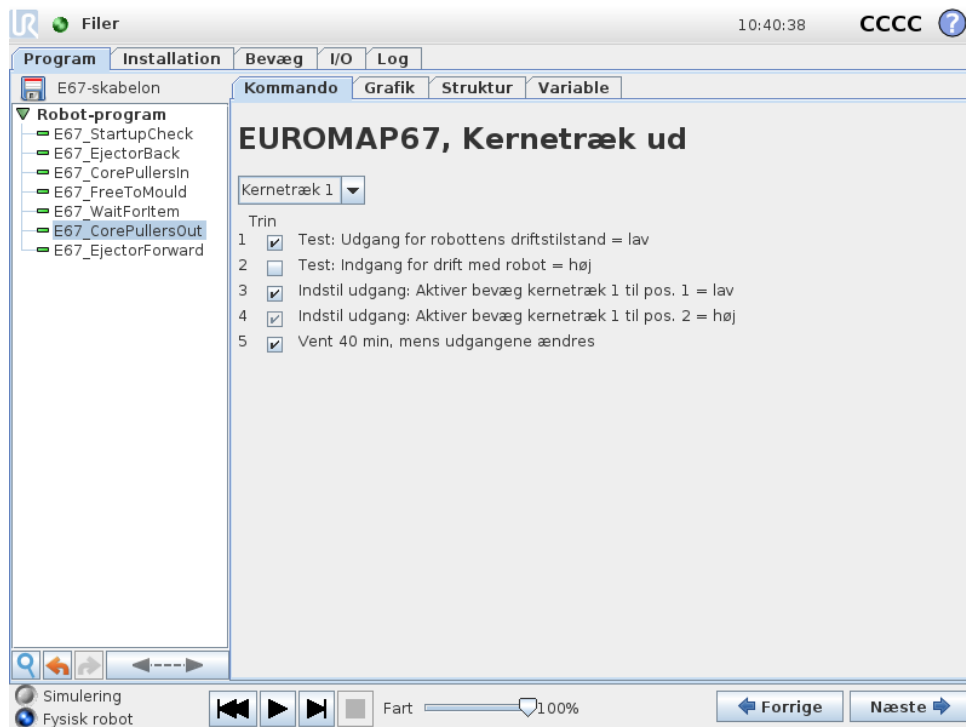 UR Filer 10:40:38 CCCC ?
Program Installation Bevæg I/O Log
E67-skabelon
Kommando Grafik Struktur Variable
Robot-program
E67_StartupCheck
E67_EjectorBack
E67_CorePullersIn
E67_FreeToMould
E67_WaitForItem
E67_CorePullersOut
E67_EjectorForward
EUROMAP67, Kernetræk ud
Kernetræk 1
Trin
1 Test: Udgang for robottens driftstilstand = lav
2 Test: Indgang for drift med robot = høj
3 Indstil udgang: Aktiver bevæg kernetræk 1 til pos. 1 = lav
4 Indstil udgang: Aktiver bevæg kernetræk 1 til pos. 2 = høj
5 Vent 40 min, mens udgangene ændres
Simulering
Fysisk robot
Fart 100%
Forrige
Næste